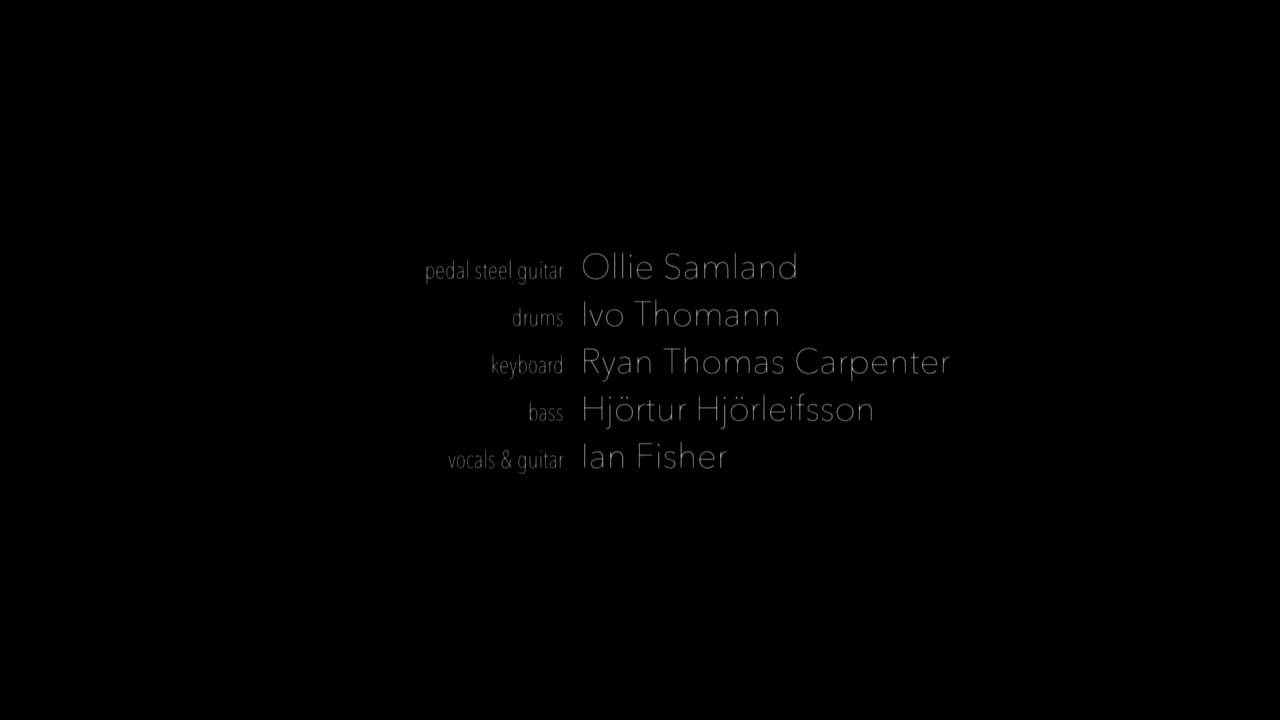 pedal steel guitar Ollie Samland
drums Ivo Thomann
keyboard Ryan Thomas Carpenter
bass Hjörtur Hjörleifsson
vocals & guitar Ian Fisher